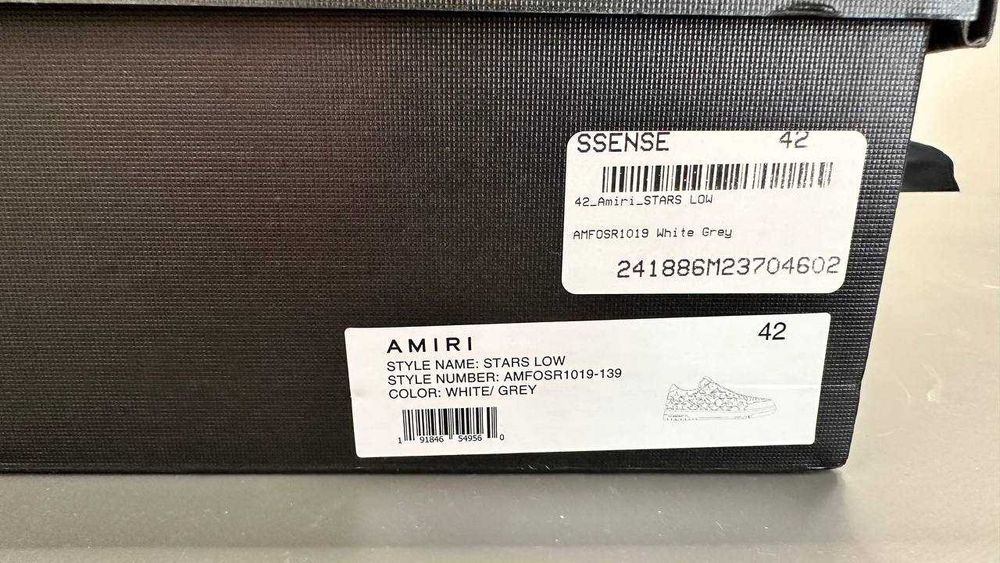 SSENSE 42
42_Amiri_STARS LOW
AMFOSR1019 White Grey
241886M23704602
AMIRI 42
STYLE NAME: STARS LOW
STYLE NUMBER: AMFOSR1019-139
COLOR: WHITE/ GREY
1 91846 54956 0